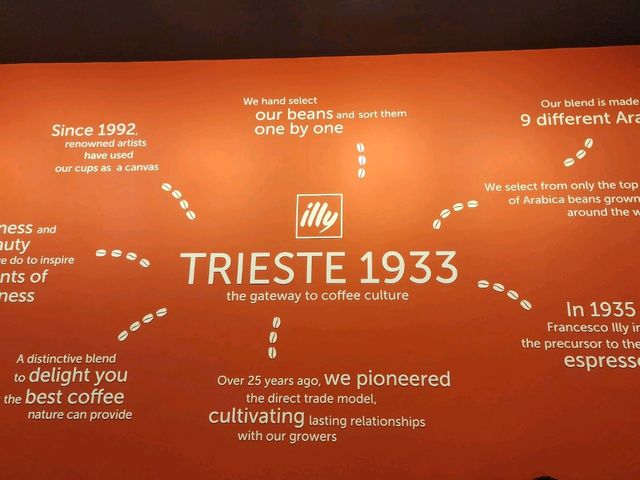 We hand select
our beans and sort them
one by one
Our blend is made
9 different Ara
Since 1992,
renowned artists
have used
our cups as a canvas
We select from only the top
of Arabica beans grown
around the w
illy
TRIESTE 1933
the gateway to coffee culture
ness and
auty
e do to inspire
nts of
ness
In 1935
Francesco Illy in
the precursor to the
espresso
A distinctive blend
to delight you
the best coffee
nature can provide
Over 25 years ago, we pioneered
the direct trade model,
cultivating lasting relationships
with our growers